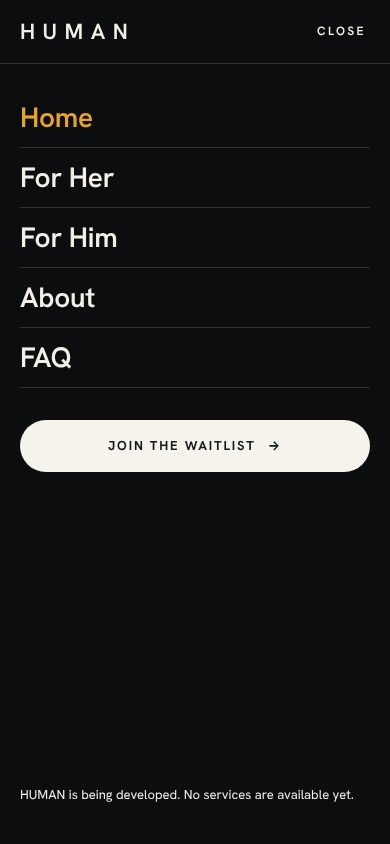 HUMAN
CLOSE
Home
For Her
For Him
About
FAQ
JOIN THE WAITLIST →
HUMAN is being developed. No services are available yet.